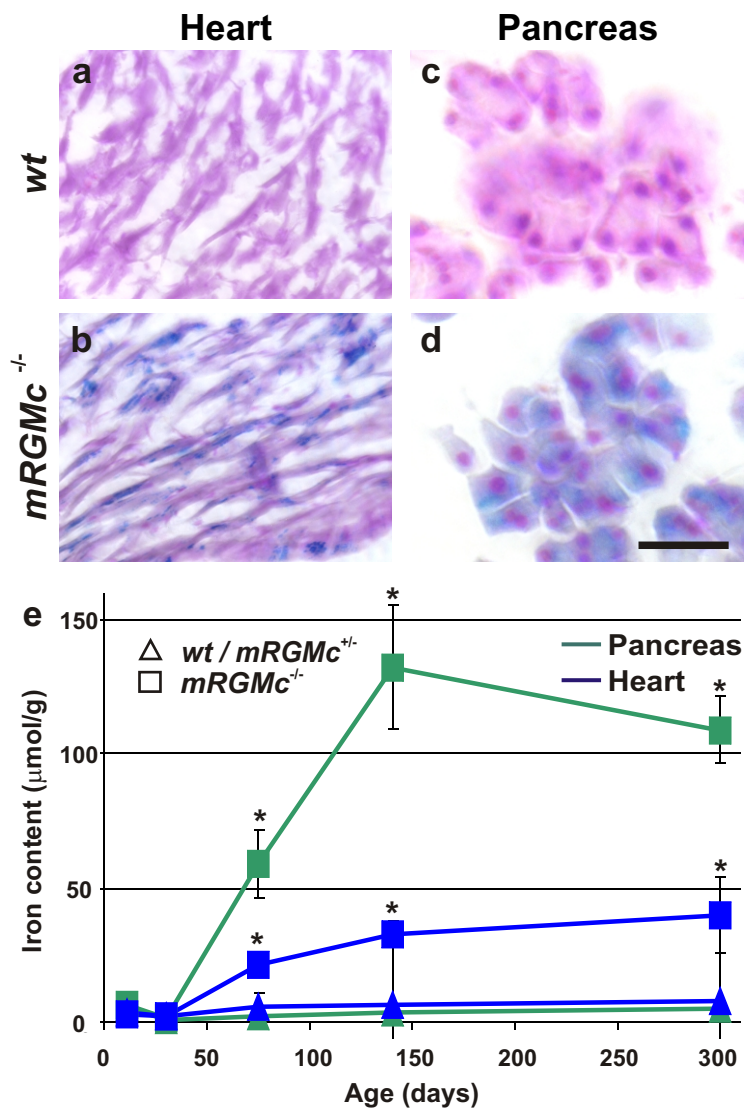 Heart Pancreas
a
c
wt
b
d
mRGMc -/-
e
150
100
50
0
Iron content (μmol/g)
wt / mRGMc+/-
mRGMc-/-
Pancreas
Heart
*
*
*
*
*
*
0 50 100 150 200 250 300
Age (days)